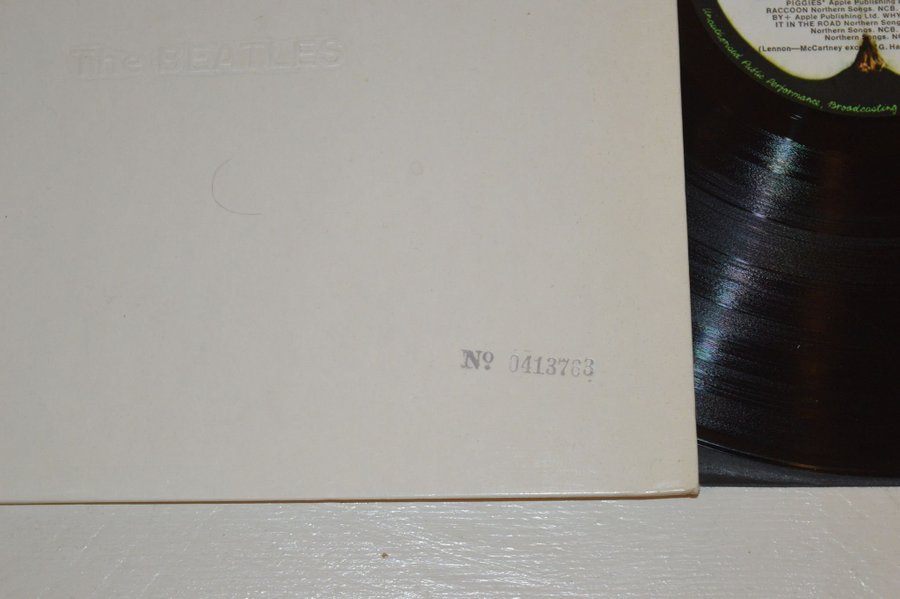 The BEATLES
Nº 0413763
PIGGIES* Apple Publishing
RACCOON Northern Songs. NCB.
BY+ Apple Publishing Ltd. WHY
IT IN THE ROAD Northern Song
Northern Songs. NCB.
Northern Songs.
(Lennon—McCartney G. Ha
Unauthorised Public Performance, Broadcasting